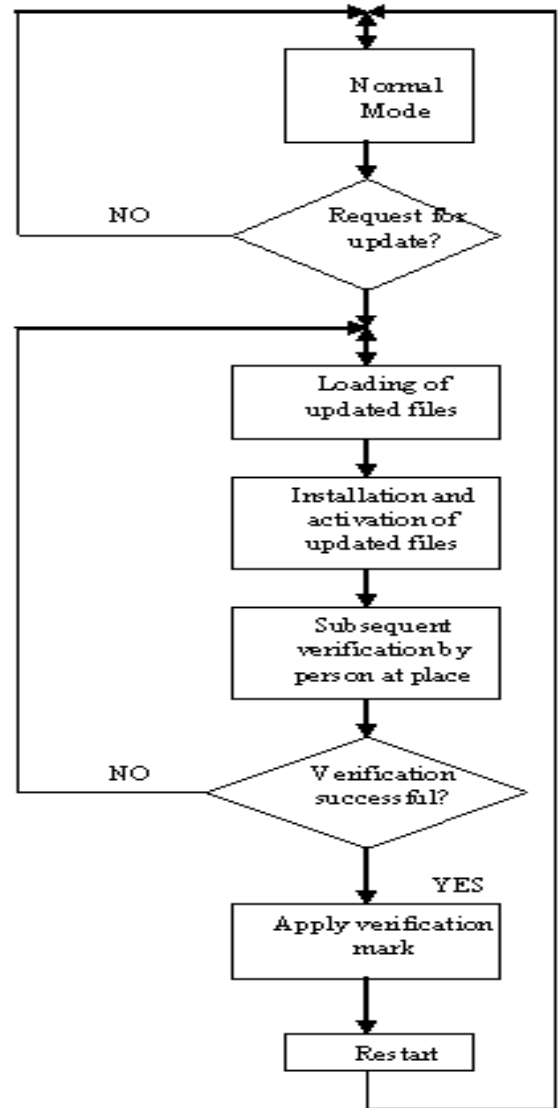 Normal
Mode
NO
Request for
update?
Loading of
updated files
Installation and
activation of
updated files
Subsequent
verification by
person at place
NO
Verification
successful?
YES
Apply verification
mark
Restart